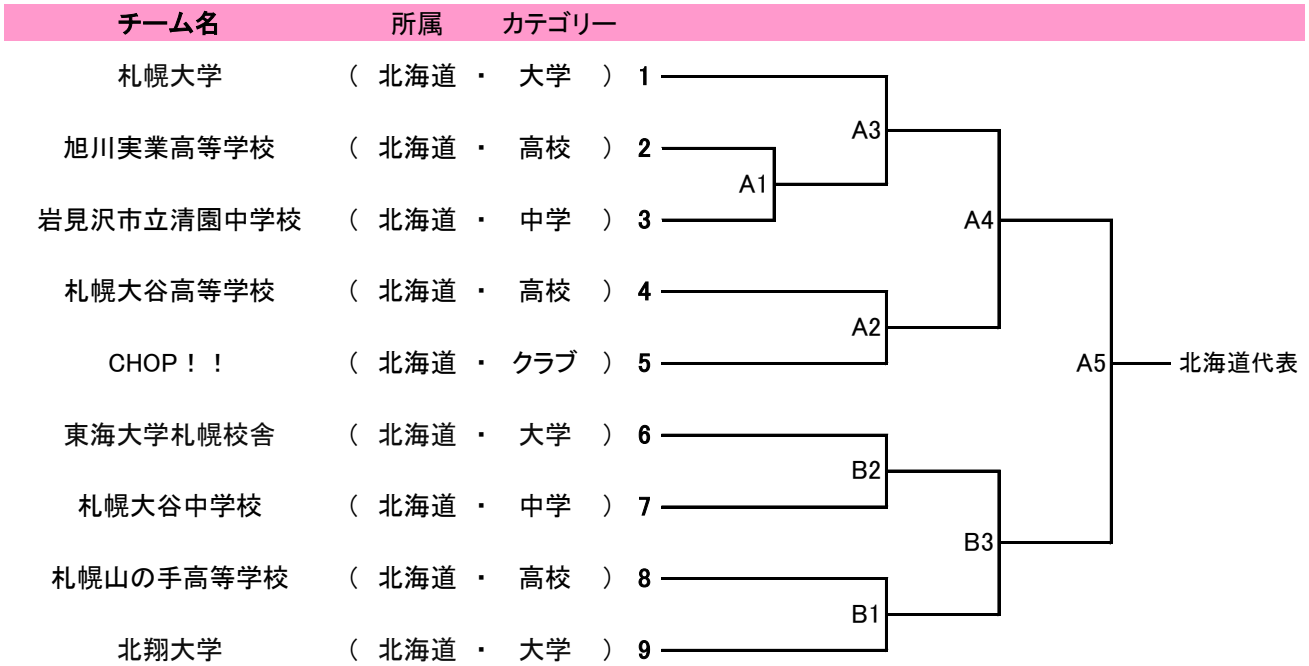 チーム名 所属 カテゴリー
札幌大学 ( 北海道 ・ 大学 ) 1
A3
旭川実業高等学校 ( 北海道 ・ 高校 ) 2
A1
岩見沢市立清園中学校 ( 北海道 ・ 中学 ) 3 A4
札幌大谷高等学校 ( 北海道 ・ 高校 ) 4
A2
CHOP！！ ( 北海道 ・ クラブ ) 5 A5 北海道代表
東海大学札幌校舎 ( 北海道 ・ 大学 ) 6
B2
札幌大谷中学校 ( 北海道 ・ 中学 ) 7
B3
札幌山の手高等学校 ( 北海道 ・ 高校 ) 8
B1
北翔大学 ( 北海道 ・ 大学 ) 9